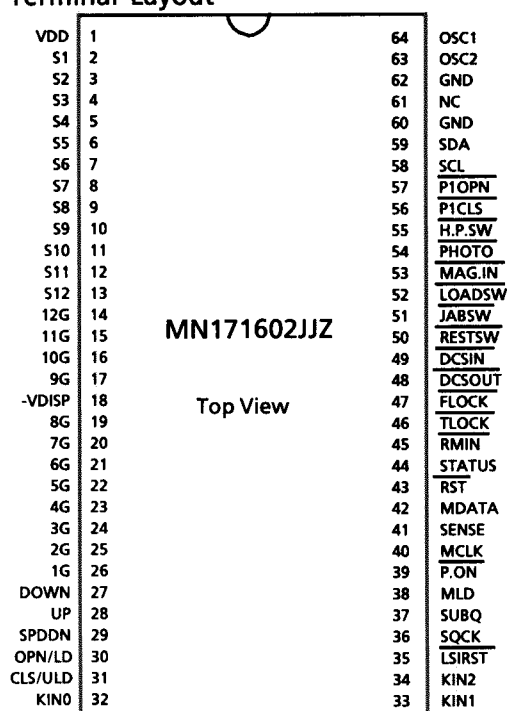 Terminal Layout
VDD 1 64 OSC1
S1 2 63 OSC2
S2 3 62 GND
S3 4 61 NC
S4 5 60 GND
S5 6 59 SDA
S6 7 58 SCL
S7 8 57 P1OPN
S8 9 56 P1CLS
S9 10 55 H.P.SW
S10 11 54 PHOTO
S11 12 53 MAG.IN
S12 13 52 LOADSW
12G 14 51 JABSW
11G 15 MN171602JJZ 50 RESTSW
10G 16 49 DCSIN
9G 17 48 DCSOUT
-VDISP 18 Top View 47 FLOCK
8G 19 46 TLOCK
7G 20 45 RMIN
6G 21 44 STATUS
5G 22 43 RST
4G 23 42 MDATA
3G 24 41 SENSE
2G 25 40 MCLK
1G 26 39 P.ON
DOWN 27 38 MLD
UP 28 37 SUBQ
SPDDN 29 36 SQCK
OPN/LD 30 35 LSIRST
CLS/ULD 31 34 KIN2
KIN0 32 33 KIN1